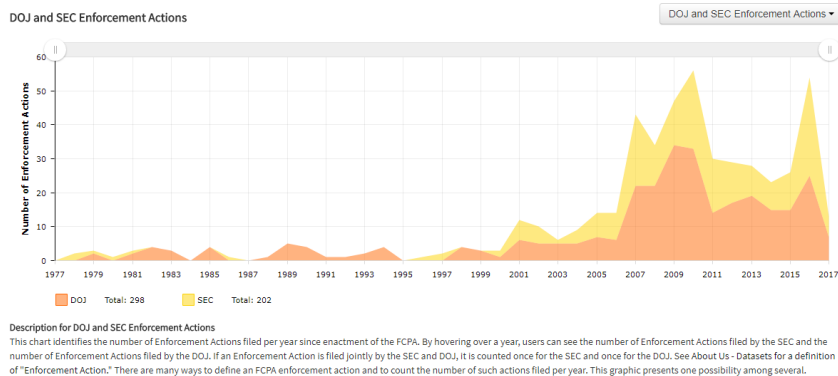 DOJ and SEC Enforcement Actions
DOJ and SEC Enforcement Actions
Number of Enforcement Actions
60
50
40
30
20
10
0
1977 1979 1981 1983 1985 1987 1989 1991 1993 1995 1997 1999 2001 2003 2005 2007 2009 2011 2013 2015 2017
DOJ Total: 298 SEC Total: 202
Description for DOJ and SEC Enforcement Actions
This chart identifies the number of Enforcement Actions filed per year since enactment of the FCPA. By hovering over a year, users can see the number of Enforcement Actions filed by the SEC and the
number of Enforcement Actions filed by the DOJ. If an Enforcement Action is filed jointly by the SEC and DOJ, it is counted once for the SEC and once for the DOJ. See About Us - Datasets for a definition
of "Enforcement Action." There are many ways to define an FCPA enforcement action and to count the number of such actions filed per year. This graphic presents one possibility among several.